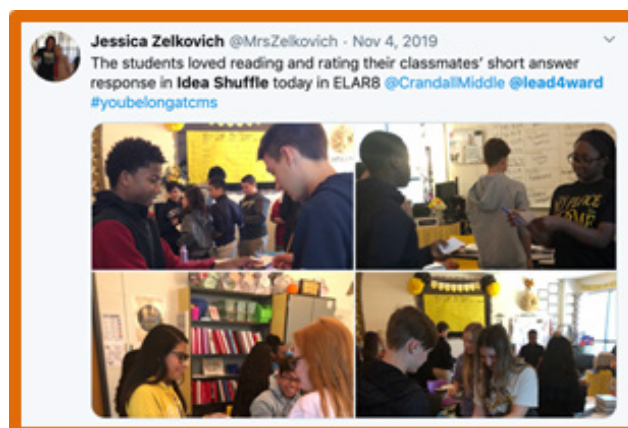 Jessica Zelkovich @MrsZelkovich · Nov 4, 2019
The students loved reading and rating their classmates' short answer
response in Idea Shuffle today in ELAR8 @CrandallMiddle @lead4ward
#youbelongatcms